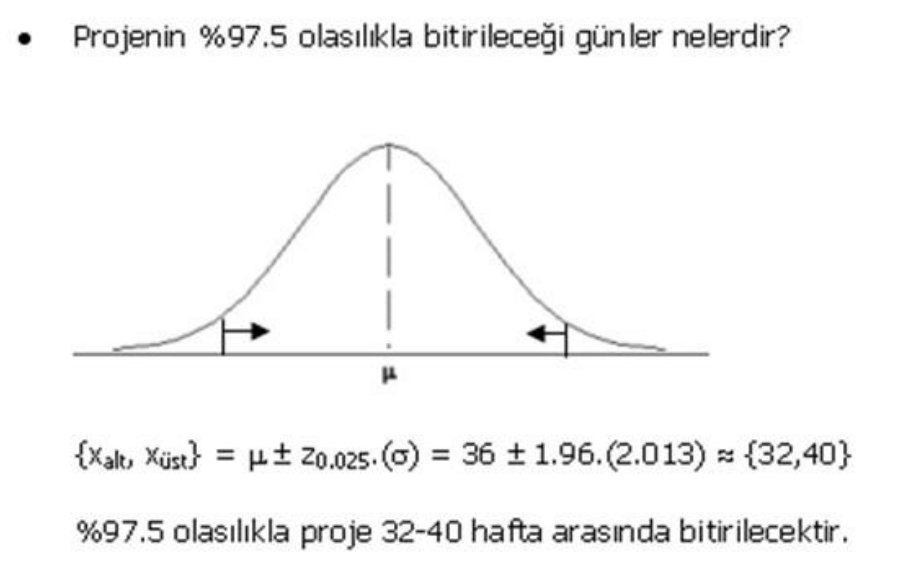 • Projenin %97.5 olasılıkla bitirileceği günler nelerdir?
μ
{xalt, xüst} = μ ± z0.025.(σ) = 36 ± 1.96.(2.013) ≈ {32,40}
%97.5 olasılıkla proje 32-40 hafta arasında bitirilecektir.